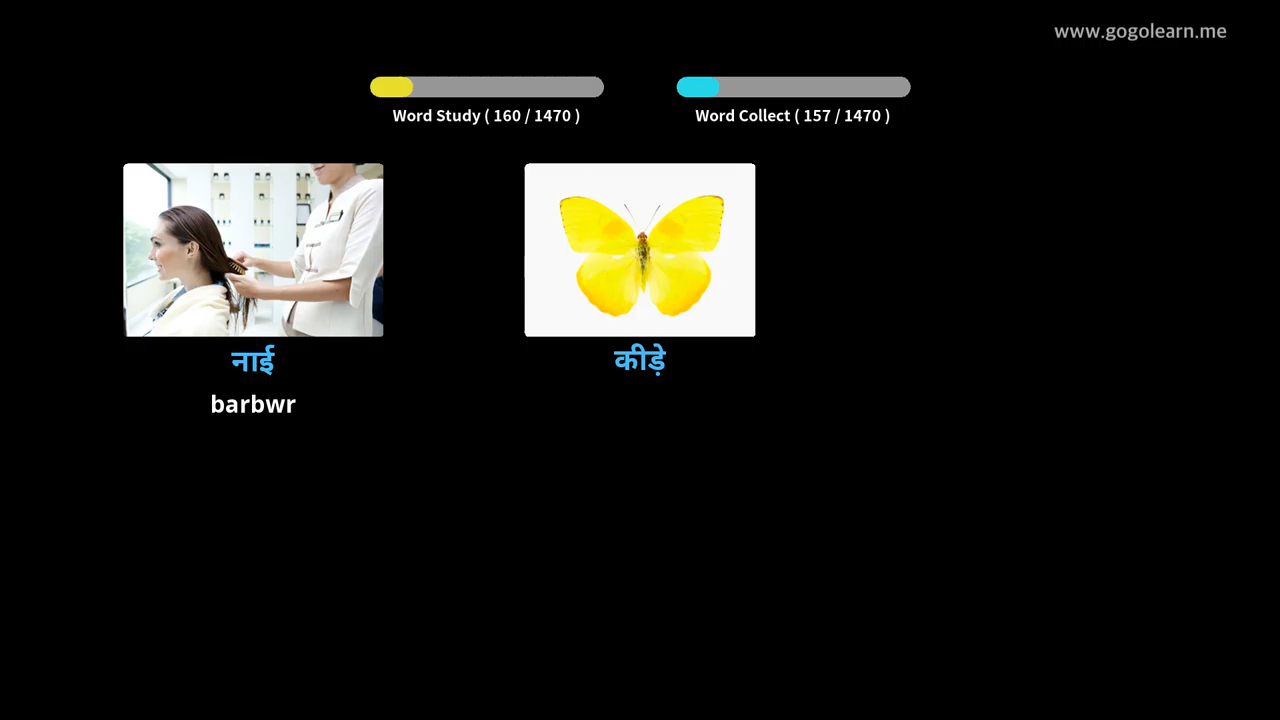 www.gogolearn.me
Word Study ( 160 / 1470 )
Word Collect ( 157 / 1470 )
नाई
कीड़े
barbwr